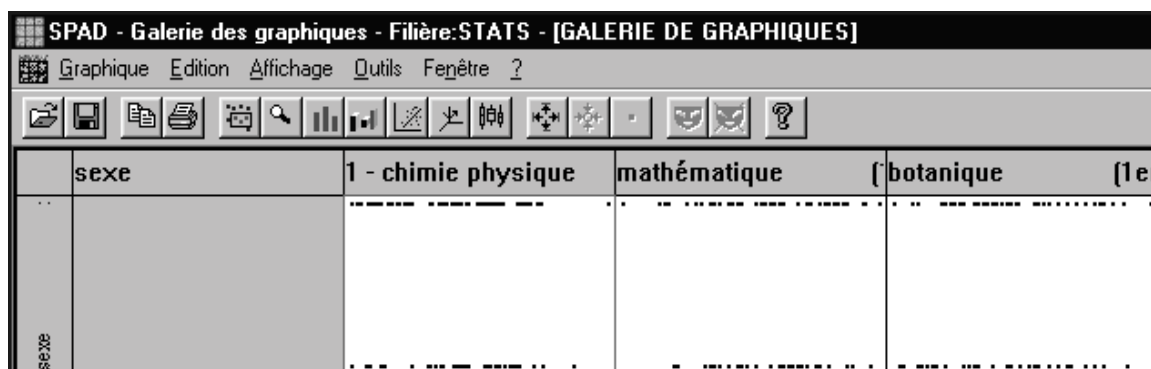 SPAD - Galerie des graphiques - Filière:STATS - [GALERIE DE GRAPHIQUES]
Graphique Edition Affichage Outils Fenêtre ?
sexe 1 - chimie physique mathématique ( botanique (1e
sexe